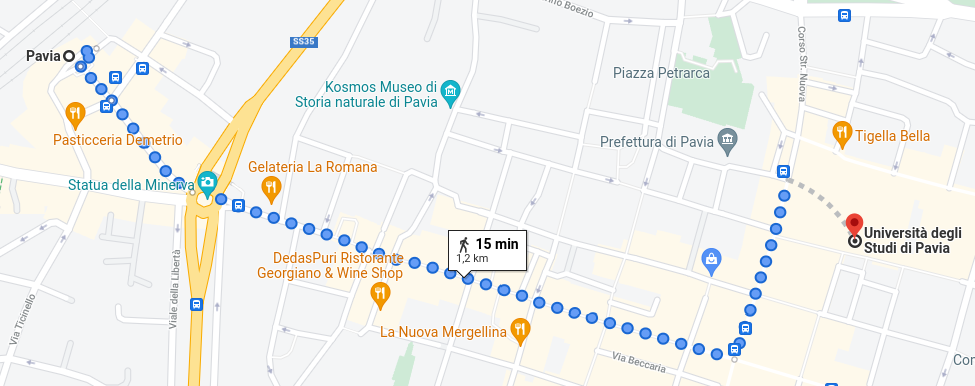 no Boezio
SS35
Corso Str. Nuova
Pavia
Piazza Petrarca
Kosmos Museo di
Storia naturale di Pavia
Pasticceria Demetrio
Prefettura di Pavia
Tigella Bella
Gelateria La Romana
Statua della Minerva
Università degli
Studi di Pavia
15 min
1,2 km
DedasPuri Ristorante
Georgiano & Wine Shop
Viale della Libertà
Via Ticinello
La Nuova Mergellina
Via Beccaria
Con